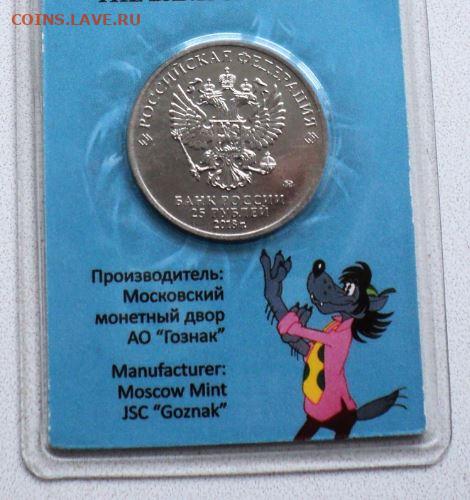 COINS.LAVE.RU
РОССИЙСКАЯ ФЕДЕРАЦИЯ
БАНК РОССИИ
25 РУБЛЕЙ
2018 г.
Производитель:
Московский
монетный двор
АО "Гознак"
Manufacturer:
Moscow Mint
JSC "Goznak"